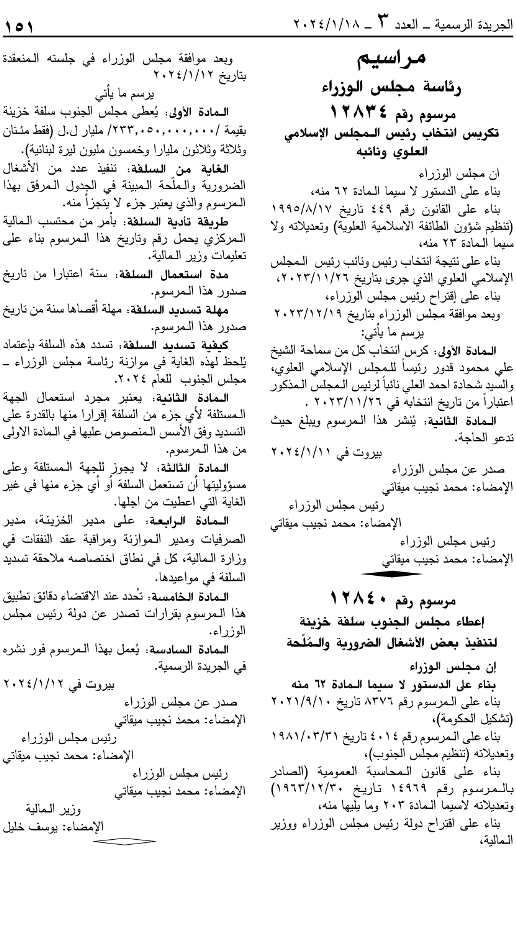 الجريدة الرسمية ــ العدد ٣ ــ ٢٠٢٤/١/١٨
١٥١
مراسيم
رئاسة مجلس الوزراء
مرسوم رقم ١٢٨٣٤
تكريس انتخاب رئيس المجلس الإسلامي
العلوي ونائبه
ان مجلس الوزراء
بناء على الدستور لا سيما المادة ٦٢ منه،
بناء على القانون رقم ٤٤٩ تاريخ ١٩٩٥/٨/١٧
(تنظيم شؤون الطائفة الاسلامية العلوية) وتعديلاته ولا
سيما المادة ٢٣ منه،
بناء على نتيجة انتخاب رئيس ونائب رئيس المجلس
الإسلامي العلوي الذي جرى بتاريخ ٢٠٢٣/١١/٢٦،
بناء على إقتراح رئيس مجلس الوزراء،
وبعد موافقة مجلس الوزراء بتاريخ ٢٠٢٣/١٢/١٩
يرسم ما يأتي:
المادة الأولى: كرس انتخاب كل من سماحة الشيخ
علي محمود قدور رئيساً للمجلس الإسلامي العلوي،
والسيد شحادة احمد العلي نائباً لرئيس المجلس المذكور
اعتباراً من تاريخ انتخابه في ٢٠٢٣/١١/٢٦ .
المادة الثانية: يُنشر هذا المرسوم ويبلغ حيث
تدعو الحاجة.
بيروت في ٢٠٢٤/١/١١
صدر عن مجلس الوزراء
الإمضاء: محمد نجيب ميقاتي
رئيس مجلس الوزراء
الإمضاء: محمد نجيب ميقاتي
رئيس مجلس الوزراء
الإمضاء: محمد نجيب ميقاتي
مرسوم رقم ١٢٨٤٠
إعطاء مجلس الجنوب سلفة خزينة
لتنفيذ بعض الأشغال الضرورية والمُلحّة
إن مجلس الوزراء
بناء على الدستور لا سيما المادة ٦٢ منه
بناء على المرسوم رقم ٨٣٧٦ تاريخ ٢٠٢١/٩/١٠
(تشكيل الحكومة)،
بناء على المرسوم رقم ٤٠١٤ تاريخ ١٩٨١/٠٣/٣١
وتعديلاته (تنظيم مجلس الجنوب)،
بناء على قانون المحاسبة العمومية (الصادر
بالمرسوم رقم ١٤٩٦٩ تاريخ ١٩٦٣/١٢/٣٠)
وتعديلاته لاسيما المادة ٢٠٣ وما يليها منه،
بناء على اقتراح دولة رئيس مجلس الوزراء ووزير
المالية،
وبعد موافقة مجلس الوزراء في جلسته المنعقدة
بتاريخ ٢٠٢٤/١/١٢
يرسم ما يأتي
المادة الأولى: يُعطى مجلس الجنوب سلفة خزينة
بقيمة /٢٣٣,٠٥٠,٠٠٠,٠٠٠/ مليار ل.ل (فقط مئتان
وثلاثة وثلاثون ملياراً وخمسون مليون ليرة لبنانية).
الغاية من السلفة: تنفيذ عدد من الأشغال
الضرورية والملحّة المبينة في الجدول المرفق بهذا
المرسوم والذي يعتبر جزء لا يتجزأ منه.
طريقة تأدية السلفة: بأمر من محتسب المالية
المركزي يحمل رقم وتاريخ هذا المرسوم بناء على
تعليمات وزير المالية.
مدة استعمال السلفة: سنة اعتبارا من تاريخ
صدور هذا المرسوم.
مهلة تسديد السلفة: مهلة أقصاها سنة من تاريخ
صدور هذا المرسوم.
كيفية تسديد السلفة: تسدد هذه السلفة بإعتماد
يُلحظ لهذه الغاية في موازنة رئاسة مجلس الوزراء ــ
مجلس الجنوب للعام ٢٠٢٤.
المادة الثانية: يعتبر مجرد استعمال الجهة
المستلفة لأي جزء من السلفة إقرارا منها بالقدرة على
التسديد وفق الأسس المنصوص عليها في المادة الاولى
من هذا المرسوم.
المادة الثالثة: لا يجوز للجهة المستلفة وعلى
مسؤوليتها أن تستعمل السلفة أو أي جزء منها في غير
الغاية التي اعطيت من اجلها.
المادة الرابعة: على مدير الخزينة، مدير
الصرفيات ومدير الموازنة ومراقبة عقد النفقات في
وزارة المالية، كل في نطاق اختصاصه ملاحقة تسديد
السلفة في مواعيدها.
المادة الخامسة: تُحدد عند الاقتضاء دقائق تطبيق
هذا المرسوم بقرارات تصدر عن دولة رئيس مجلس
الوزراء.
المادة السادسة: يُعمل بهذا المرسوم فور نشره
في الجريدة الرسمية.
بيروت في ٢٠٢٤/١/١٢
صدر عن مجلس الوزراء
الإمضاء: محمد نجيب ميقاتي
رئيس مجلس الوزراء
الإمضاء: محمد نجيب ميقاتي
رئيس مجلس الوزراء
الإمضاء: محمد نجيب ميقاتي
وزير المالية
الإمضاء: يوسف خليل